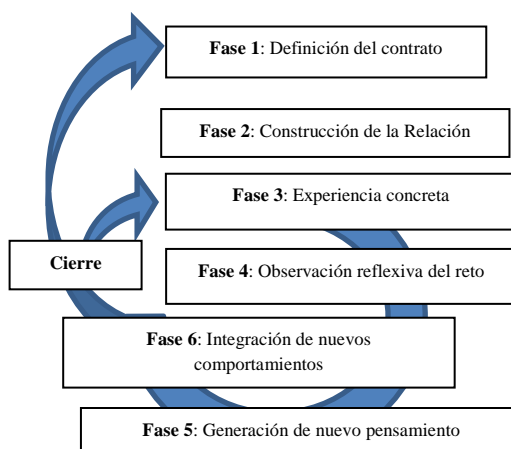 Fase 1: Definición del contrato
Fase 2: Construcción de la Relación
Fase 3: Experiencia concreta
Cierre
Fase 4: Observación reflexiva del reto
Fase 6: Integración de nuevos
comportamientos
Fase 5: Generación de nuevo pensamiento